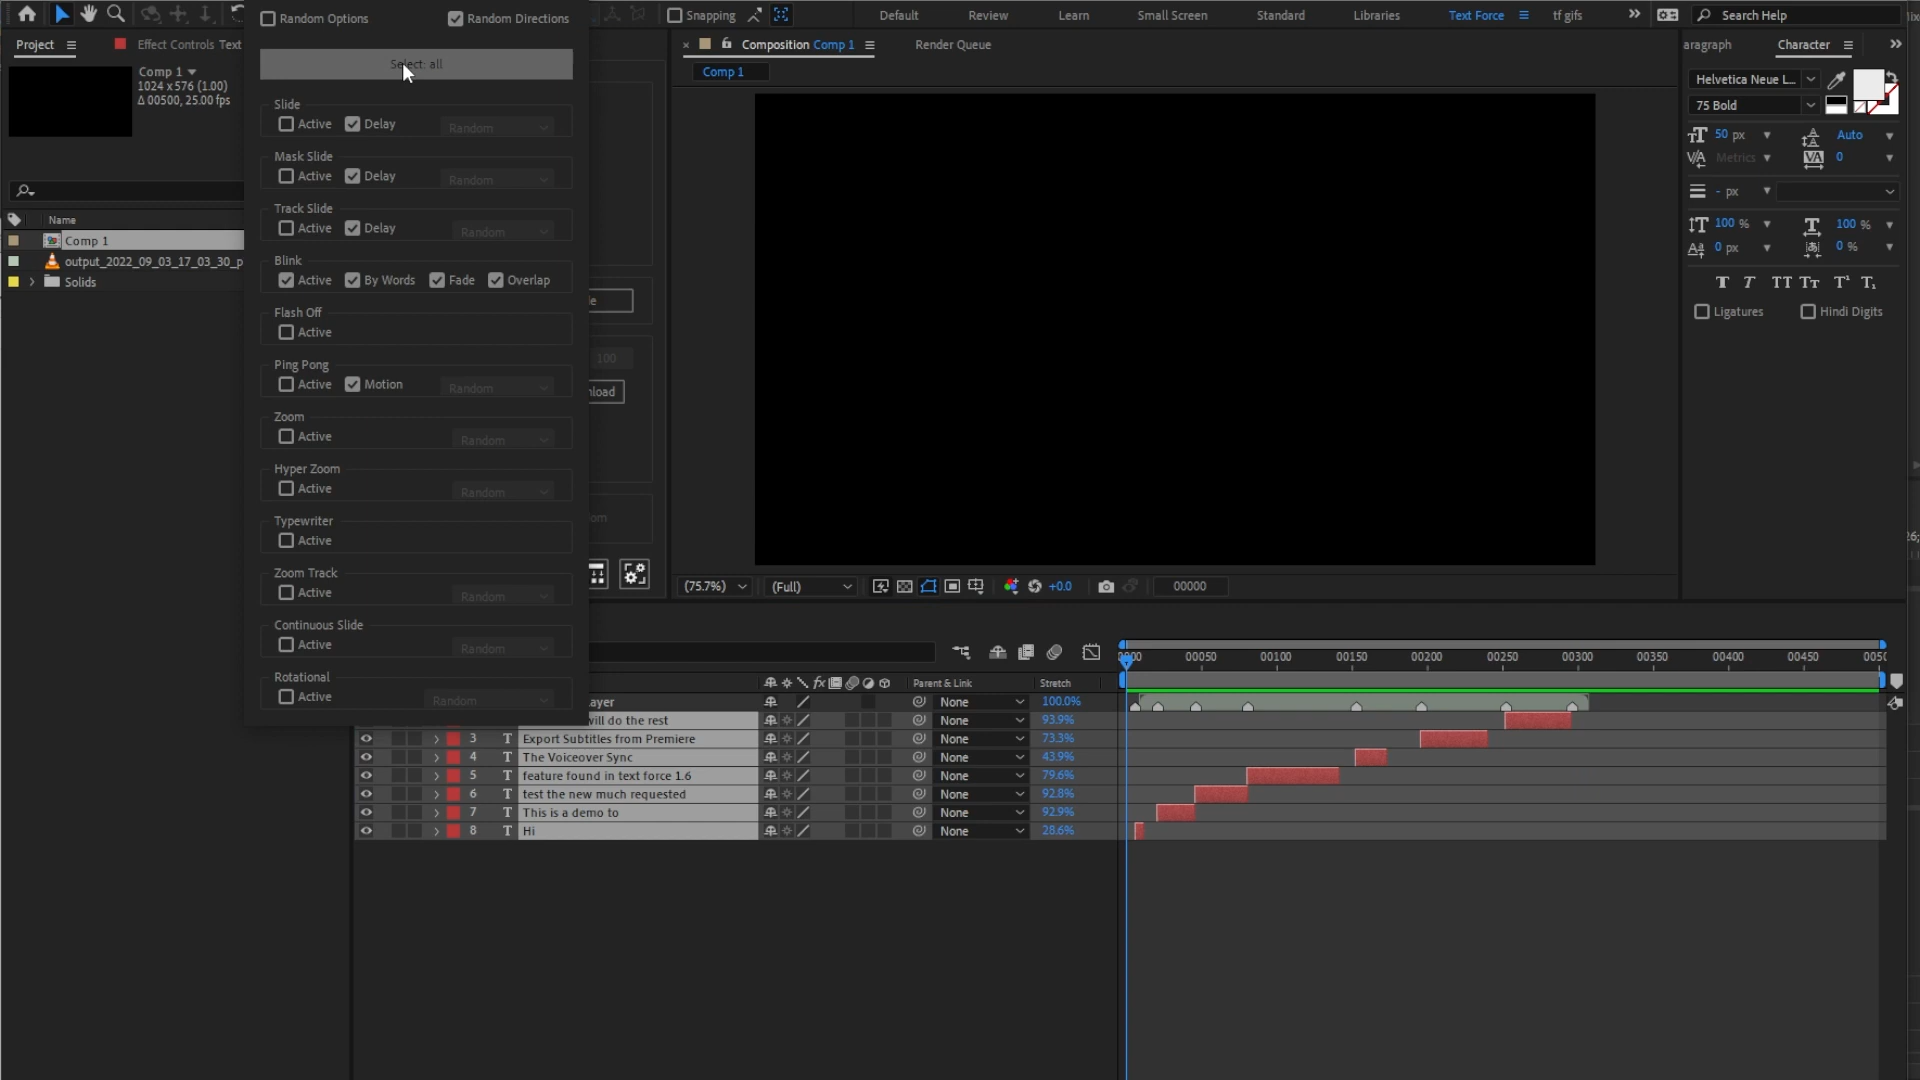 Random Options
Random Directions
Snapping
Default
Review
Learn
Small Screen
Standard
Libraries
Text Force
tf gifs
Search Help
Project
Effect Controls Text
Composition Comp 1
Render Queue
aragraph
Character
Comp 1
1024 x 576 (1.00)
Δ 00500, 25.00 fps
Select: all
Comp 1
Helvetica Neue L...
75 Bold
Slide
Active
Delay
Random
Mask Slide
Active
Delay
Random
Track Slide
Active
Delay
Random
Blink
Active
By Words
Fade
Overlap
Flash Off
Active
Ping Pong
Active
Motion
Random
Zoom
Active
Random
Hyper Zoom
Active
Random
Typewriter
Active
Zoom Track
Active
Random
Continuous Slide
Active
Random
Rotational
Active
Random
Name
Comp 1
output_2022_09_03_17_03_30_p
Solids
100
50 px
Auto
Metrics
0
- px
100 %
100 %
0 px
0 %
T T TT Tt T¹ T₁
Ligatures
Hindi Digits
(75.7%)
(Full)
+0.0
00000
00050
00100
00150
00200
00250
00300
00350
00400
00450
Parent & Link
Stretch
ayer None 100.0%
will do the rest None 93.9%
3 T Export Subtitles from Premiere None 73.3%
4 T The Voiceover Sync None 43.9%
5 T feature found in text force 1.6 None 79.6%
6 T test the new much requested None 92.8%
7 T This is a demo to None 92.9%
8 T Hi None 28.6%